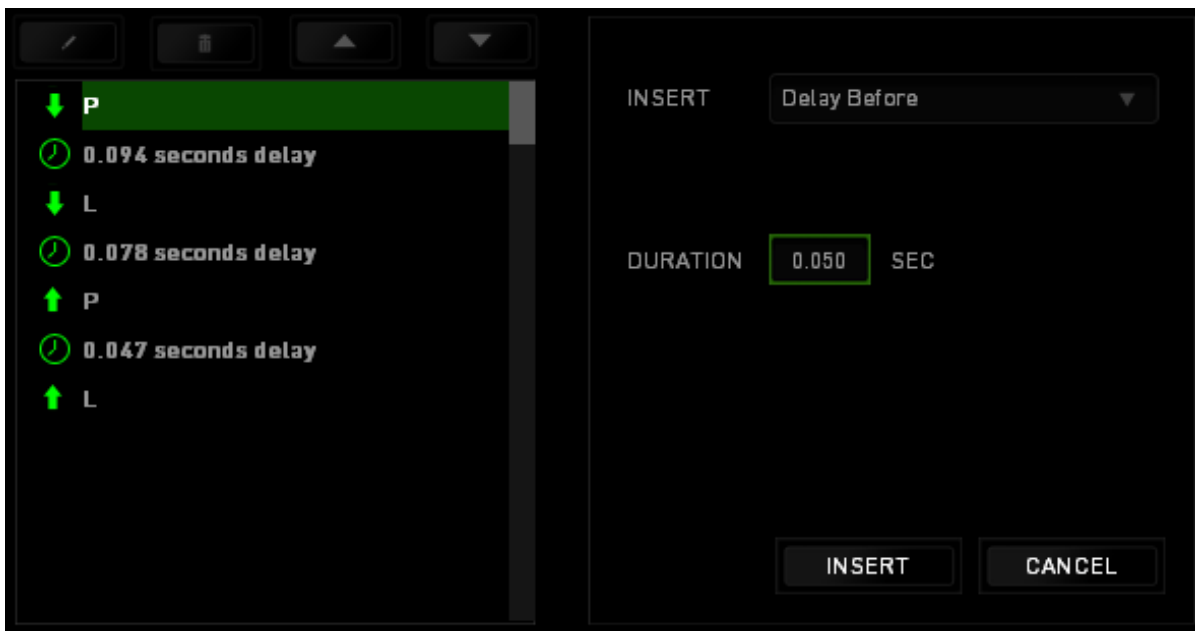 P
0.094 seconds delay
L
0.078 seconds delay
P
0.047 seconds delay
L
INSERT Delay Before
DURATION 0.050 SEC
INSERT CANCEL